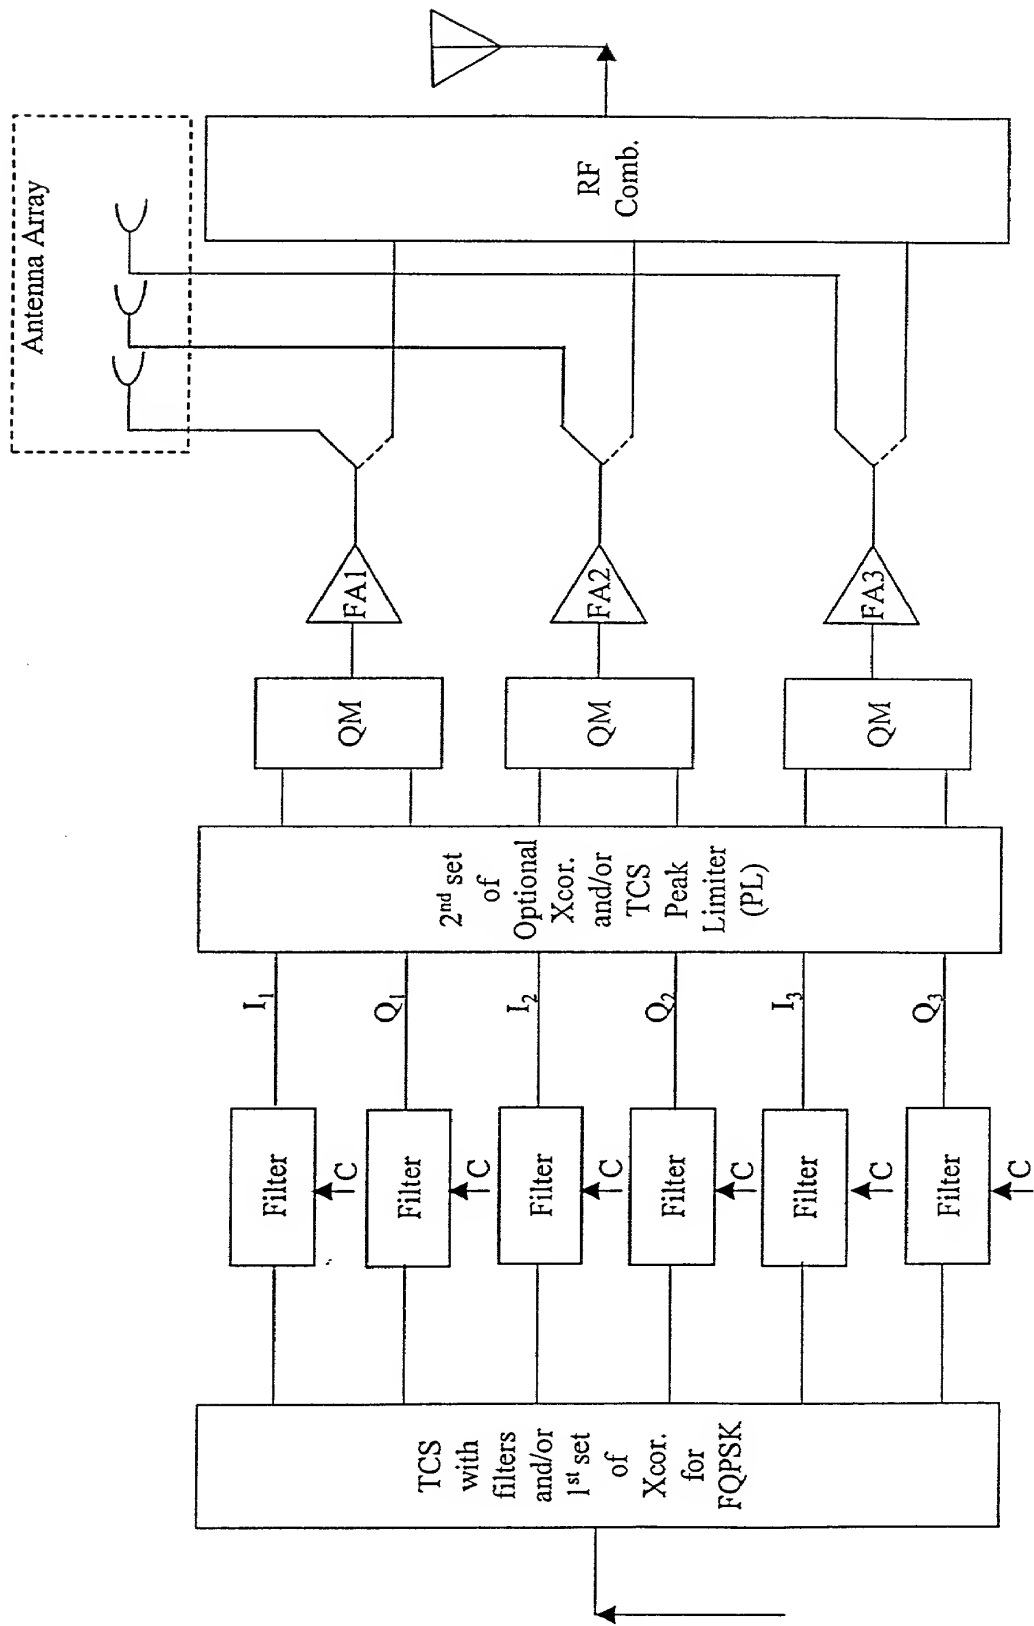 TCS
with
filters
and/or
1st set
of
Xcor.
for
FQPSK
Filter
C
Filter
C
Filter
C
Filter
C
Filter
C
Filter
C
I1
Q1
I2
Q2
I3
Q3
2nd set
of
Optional
Xcor.
and/or
TCS
Peak
Limiter
(PL)
QM
QM
QM
FA1
FA2
FA3
Antenna Array
RF
Comb.